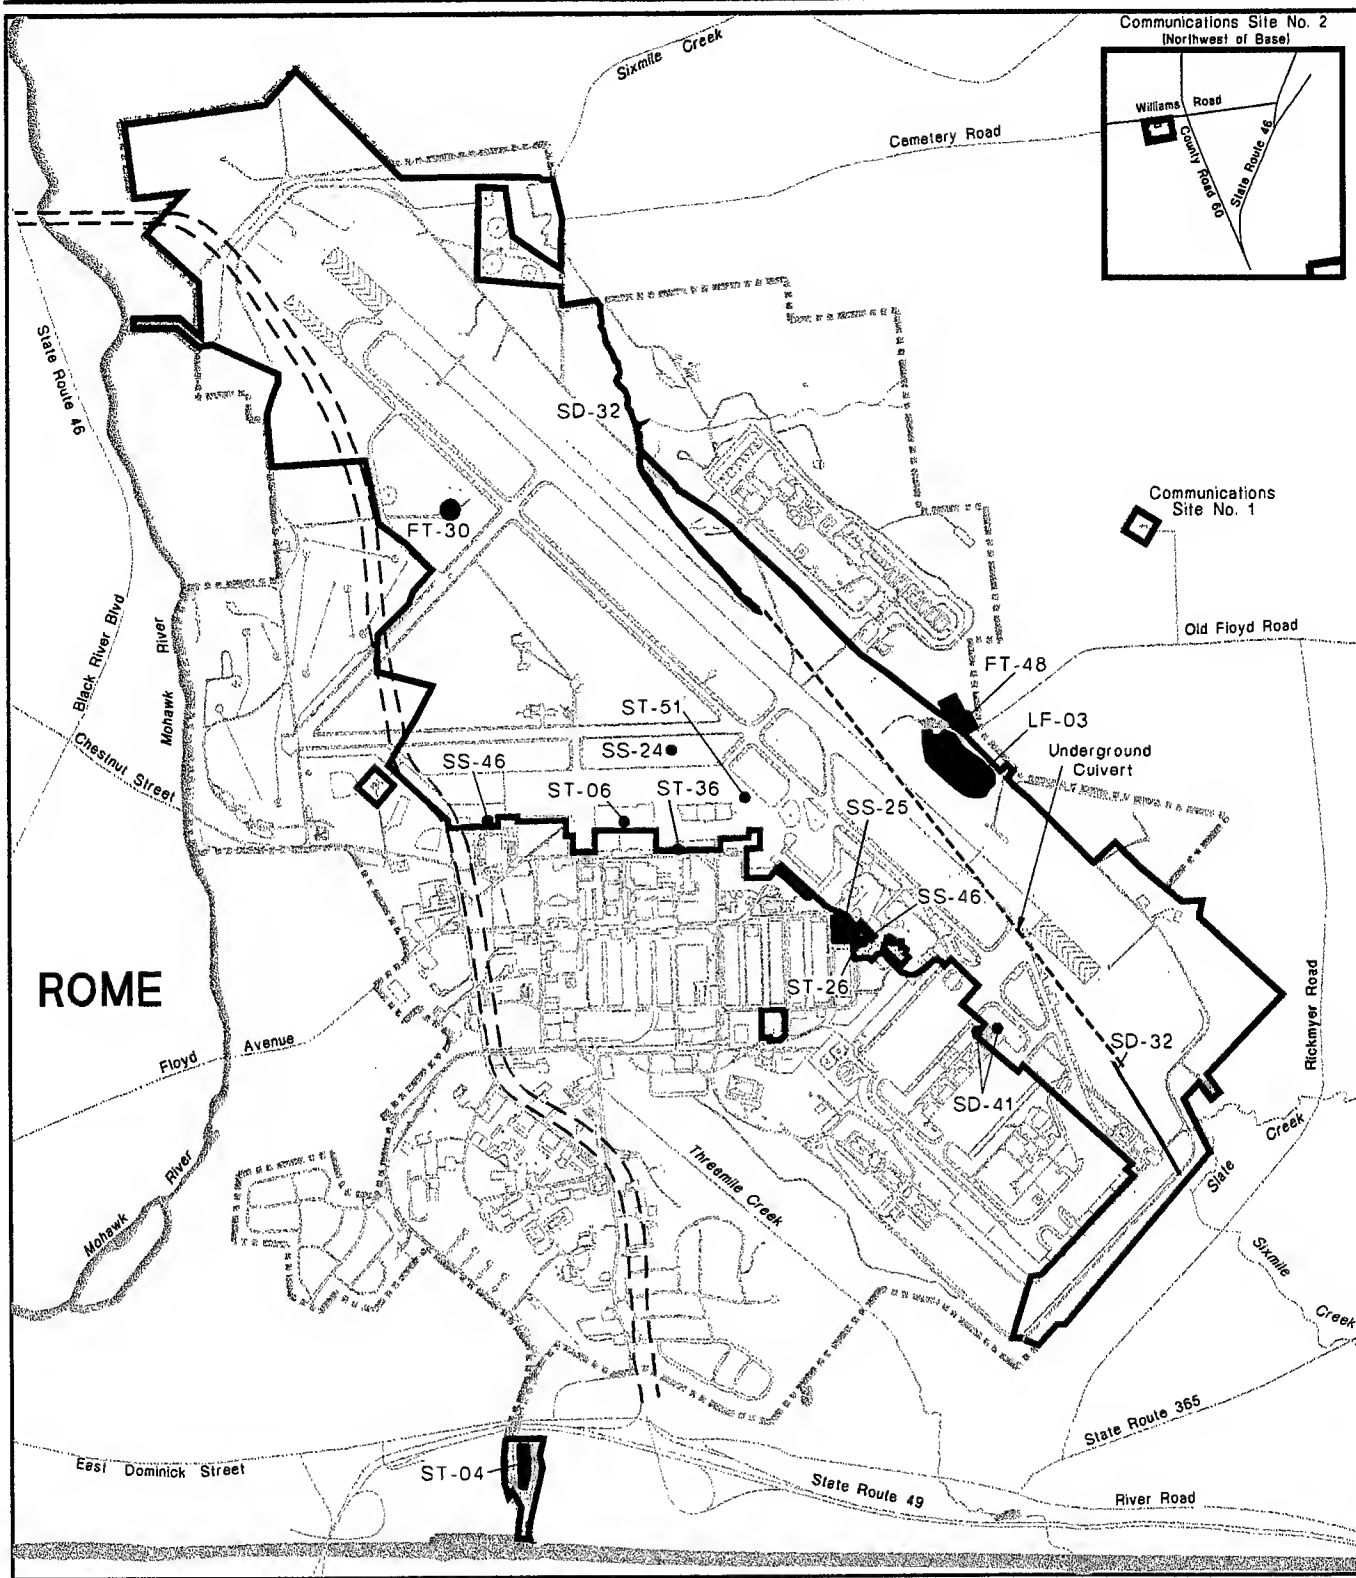 Communications Site No. 2
(Northwest of Base)
Sixmile Creek
Cemetery Road
Williams Road
County Road 60
State Route 46
State Route 46
SD-32
Communications
Site No. 1
FT-30
Old Floyd Road
Black River Blvd
Mohawk River
FT-48
ST-51
LF-03
Underground
Culvert
Chestnut Street
SS-24
SS-46
ST-06
ST-36
SS-25
SS-46
ROME
ST-26
Rickmyer Road
Floyd Avenue
SD-32
SD-41
Threemile Creek
Slate Creek
Mohawk River
Sixmile Creek
State Route 365
East Dominick Street
ST-04
State Route 49
River Road